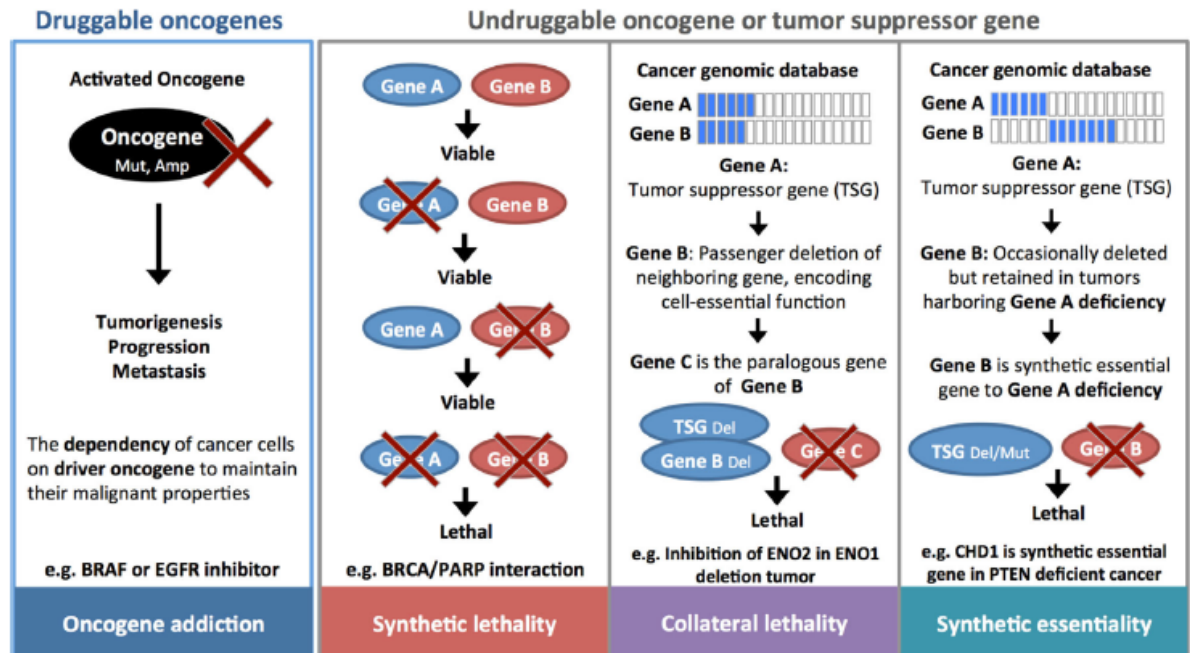 Druggable oncogenes
Undruggable oncogene or tumor suppressor gene
Activated Oncogene
Oncogene
Mut, Amp
Tumorigenesis
Progression
Metastasis
The dependency of cancer cells
on driver oncogene to maintain
their malignant properties
e.g. BRAF or EGFR inhibitor
Oncogene addiction
Gene A Gene B
Viable
Gene A Gene B
Viable
Gene A Gene B
Viable
Gene A Gene B
Lethal
e.g. BRCA/PARP interaction
Synthetic lethality
Cancer genomic database
Gene A
Gene B
Gene A:
Tumor suppressor gene (TSG)
Gene B: Passenger deletion of
neighboring gene, encoding
cell-essential function
Gene C is the paralogous gene
of Gene B
TSG Del
Gene B Del
Gene C
Lethal
e.g. Inhibition of ENO2 in ENO1
deletion tumor
Collateral lethality
Cancer genomic database
Gene A
Gene B
Gene A:
Tumor suppressor gene (TSG)
Gene B: Occasionally deleted
but retained in tumors
harboring Gene A deficiency
Gene B is synthetic essential
gene to Gene A deficiency
TSG Del/Mut
Gene B
Lethal
e.g. CHD1 is synthetic essential
gene in PTEN deficient cancer
Synthetic essentiality